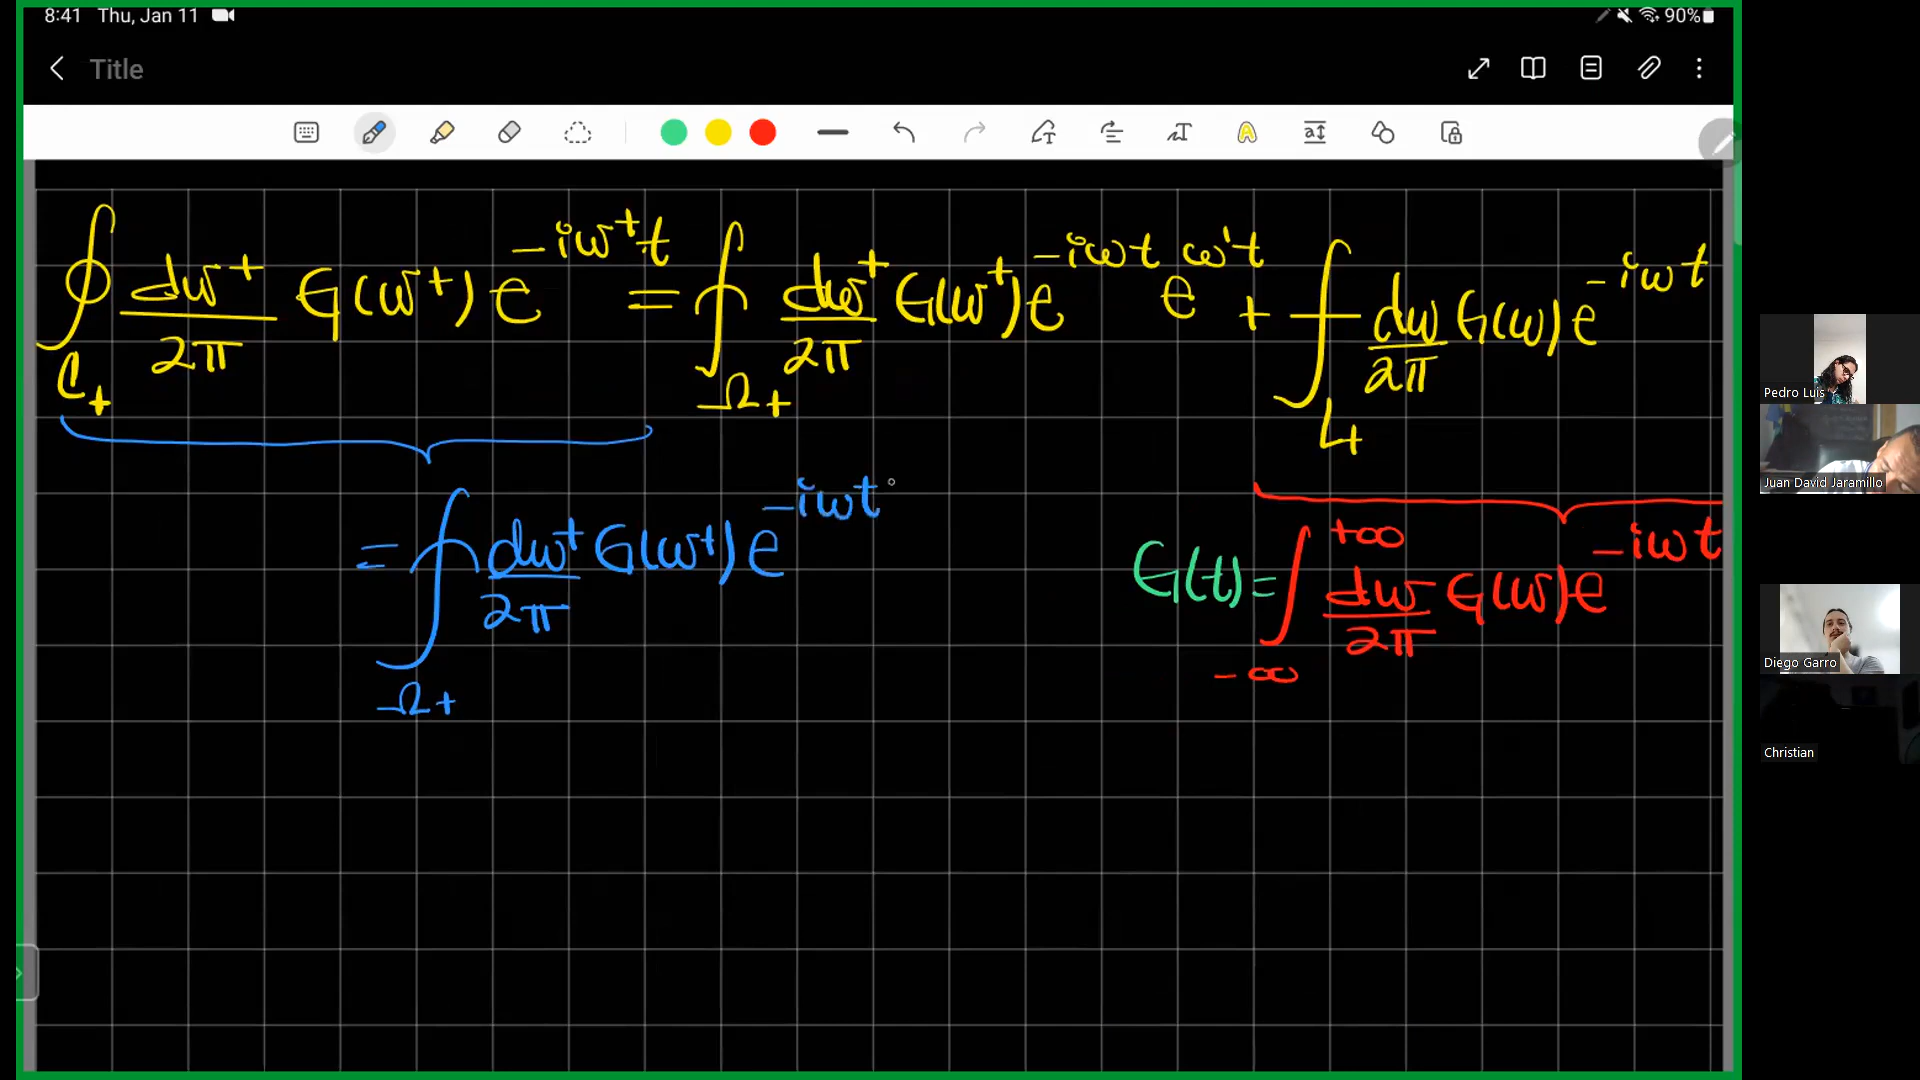 8:41 Thu, Jan 11 90%
Title
∮_{C₊} dω⁺/2π G(ω⁺) e^{-iω⁺t} = ∫_{Ω₊} dω⁺/2π G(ω⁺) e^{-iωt} e^{ω't} + ∫_{L₊} dω/2π G(ω) e^{-iωt}
= ∫_{Ω₊} dω⁺/2π G(ω⁺) e^{-iωt}
G(t) = ∫_{-∞}^{+∞} dω/2π G(ω) e^{-iωt}
Pedro Luis
Juan David Jaramillo
Diego Garro
Christian